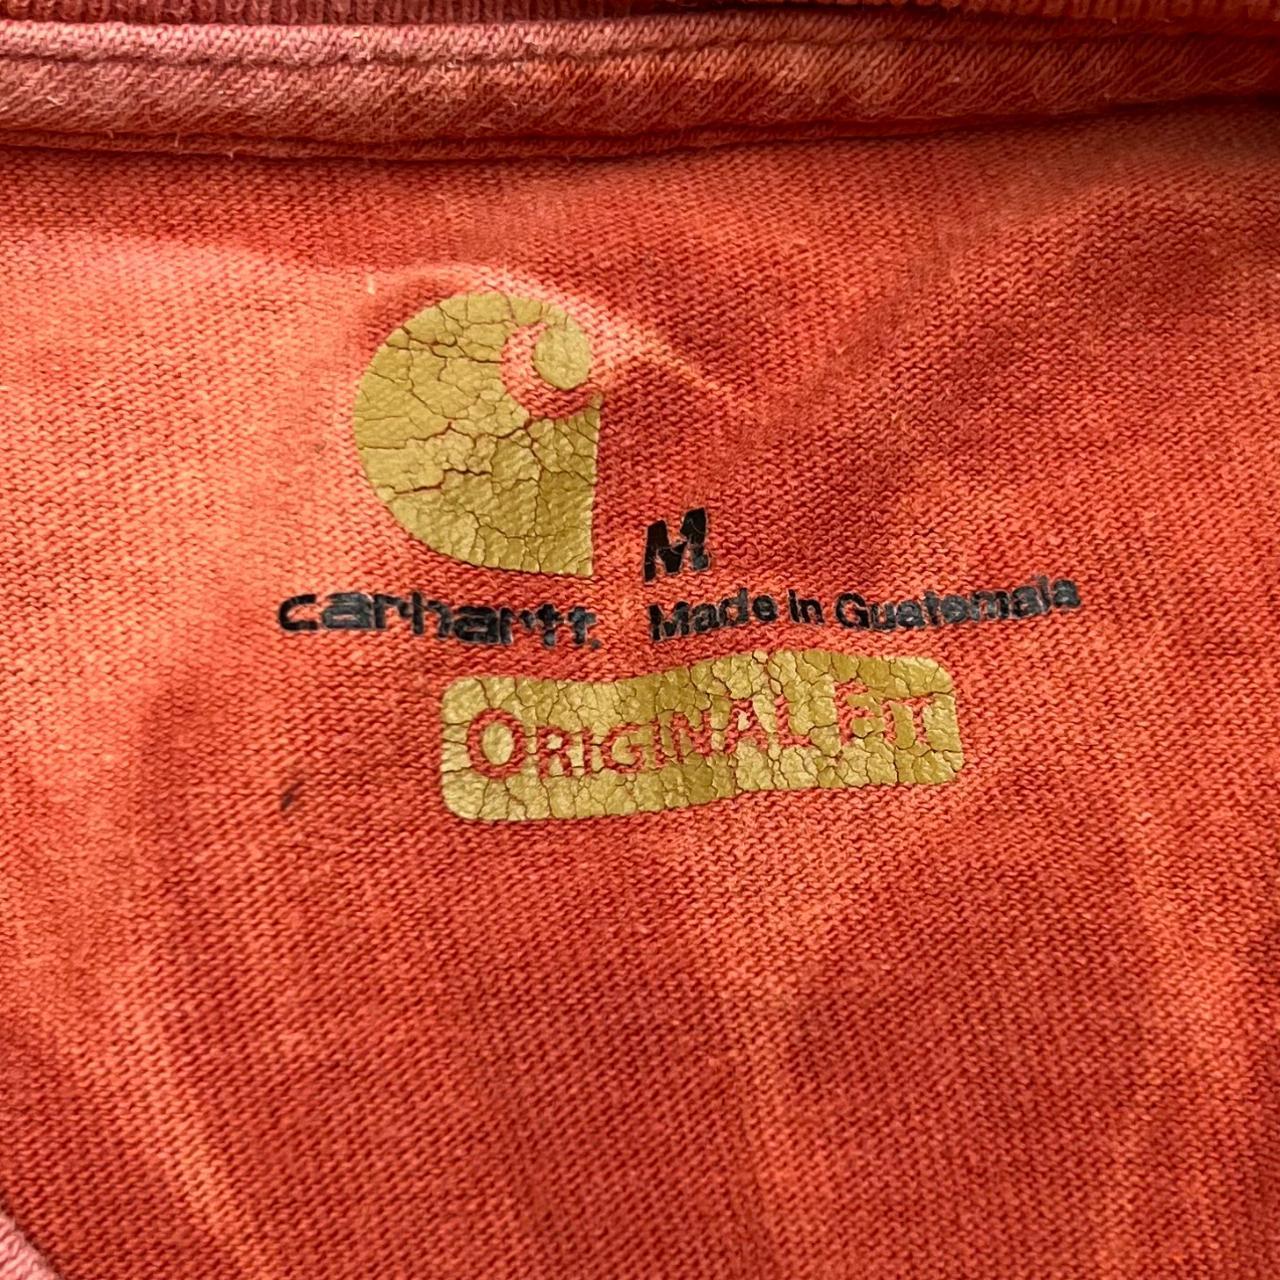 M
carhartt. Made in Guatemala
ORIGINAL FIT